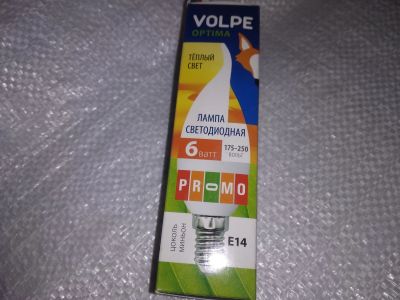 VOLPE
OPTIMA
ТЁПЛЫЙ
СВЕТ
ЛАМПА
СВЕТОДИОДНАЯ
6 ватт
175-250
ВОЛЬТ
PROMO
ЦОКОЛЬ
МИНЬОН
E14